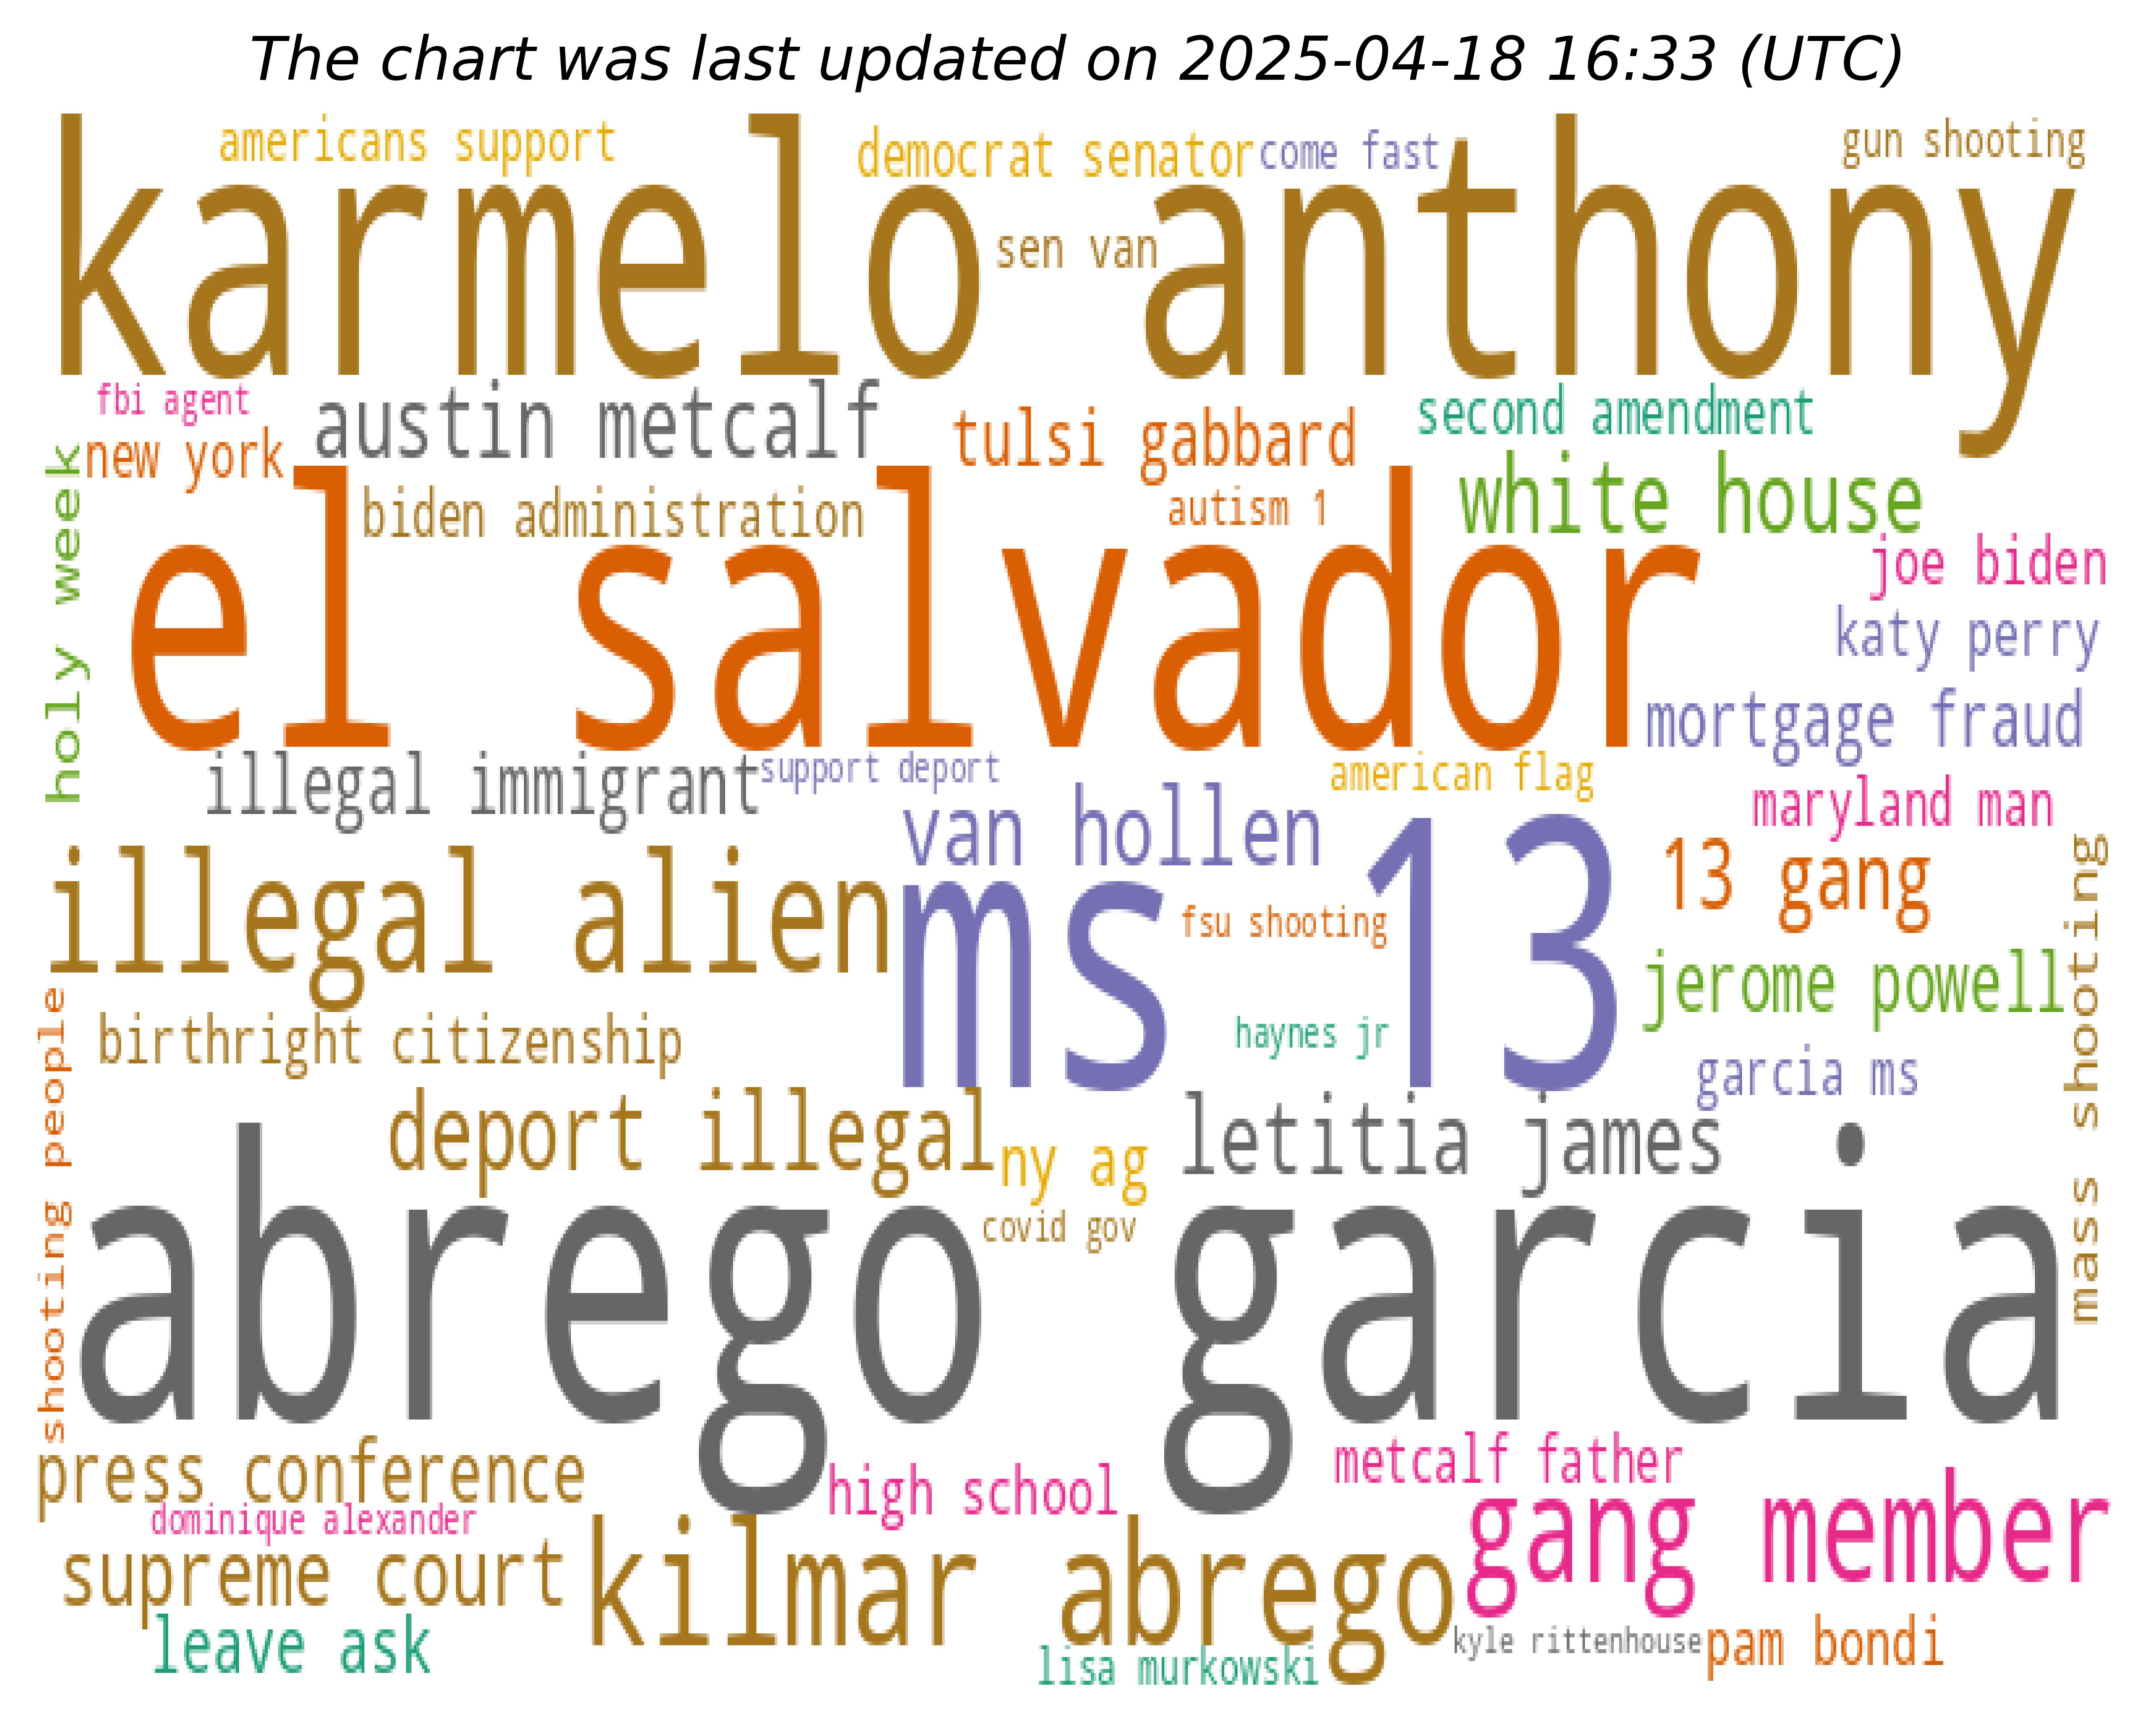 The chart was last updated on 2025-04-18 16:33 (UTC)
americans support
democrat senator
come fast
gun shooting
karmelo anthony
sen van
fbi agent
austin metcalf
tulsi gabbard
second amendment
new york
holy week
biden administration
autism 1
white house
el salvador
joe biden
katy perry
mortgage fraud
illegal immigrant
support deport
american flag
maryland man
van hollen
illegal alien
ms 13
fsu shooting
13 gang
mass shooting
jerome powell
shooting people
birthright citizenship
haynes jr
garcia ms
deport illegal
ny ag
letitia james
abrego garcia
covid gov
press conference
high school
metcalf father
dominique alexander
gang member
supreme court
kilmar abrego
leave ask
lisa murkowski
kyle rittenhouse
pam bondi